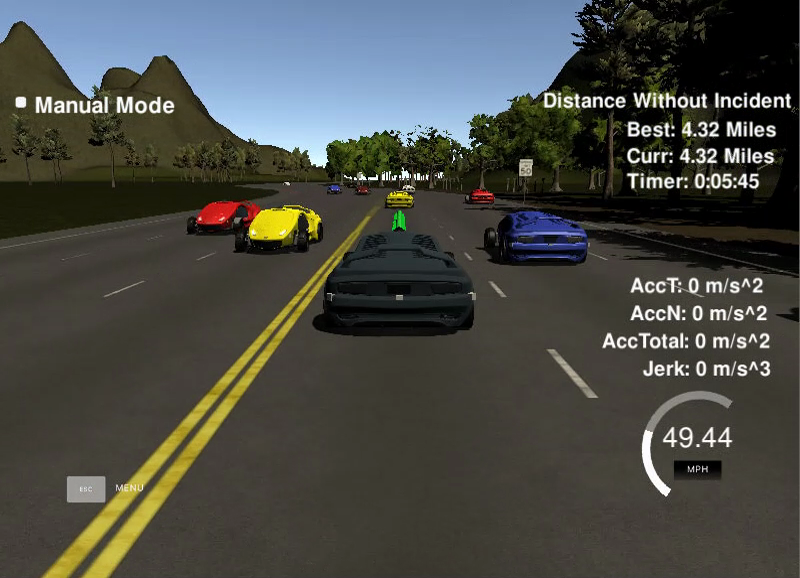 Manual Mode
Distance Without Incident
Best: 4.32 Miles
Curr: 4.32 Miles
Timer: 0:05:45
50
AccT: 0 m/s^2
AccN: 0 m/s^2
AccTotal: 0 m/s^2
Jerk: 0 m/s^3
49.44
MPH
ESC MENU